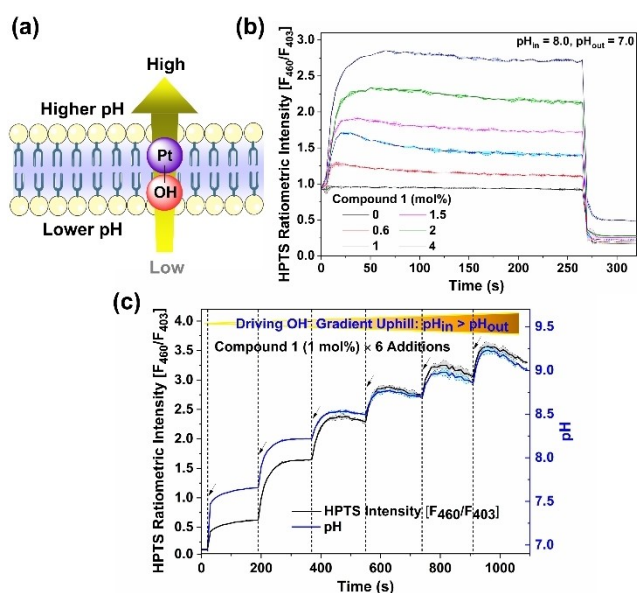 (a)
High
Higher pH
Pt
OH
Lower pH
Low
(b)
HPTS Ratiometric Intensity [F460/F403]
3.0
2.5
2.0
1.5
1.0
0.5
0.0
pHin = 8.0, pHout = 7.0
Compound 1 (mol%)
0 1.5
0.6 2
1 4
0 50 100 150 200 250 300
Time (s)
(c)
HPTS Ratiometric Intensity [F460/F403]
4.0
3.5
3.0
2.5
2.0
1.5
1.0
0.5
0.0
Driving OH⁻ Gradient Uphill: pHin > pHout
Compound 1 (1 mol%) × 6 Additions
HPTS Intensity [F460/F403]
pH
9.5
9.0
8.5
8.0
7.5
7.0
pH
0 200 400 600 800 1000
Time (s)